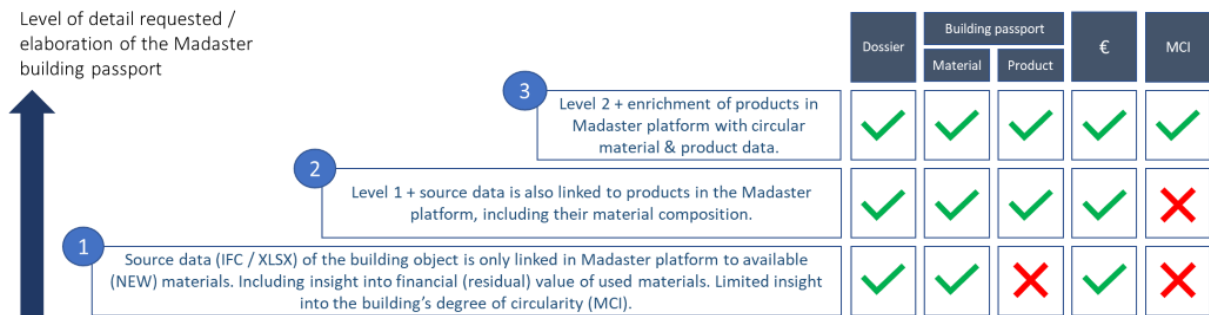 Level of detail requested /
elaboration of the Madaster
building passport
Dossier
Building passport
Material
Product
€
MCI
3
Level 2 + enrichment of products in
Madaster platform with circular
material & product data.
2
Level 1 + source data is also linked to products in the Madaster
platform, including their material composition.
1
Source data (IFC / XLSX) of the building object is only linked in Madaster platform to available
(NEW) materials. Including insight into financial (residual) value of used materials. Limited insight
into the building's degree of circularity (MCI).